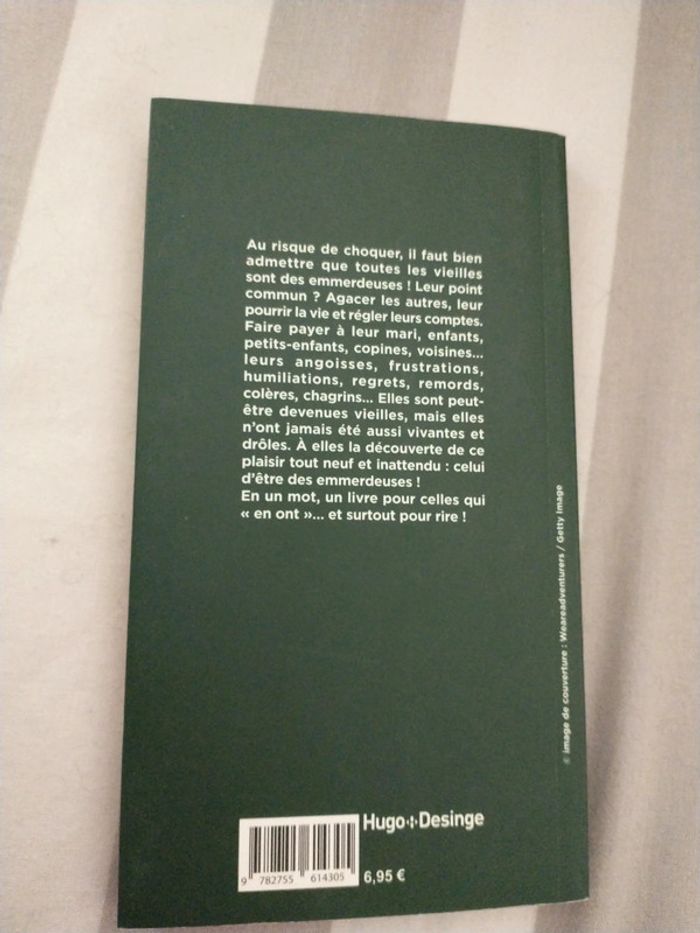 Au risque de choquer, il faut bien
admettre que toutes les vieilles
sont des emmerdeuses ! Leur point
commun ? Agacer les autres, leur
pourrir la vie et régler leurs comptes.
Faire payer à leur mari, enfants,
petits-enfants, copines, voisines...
leurs angoisses, frustrations,
humiliations, regrets, remords,
colères, chagrins... Elles sont peut-
être devenues vieilles, mais elles
n'ont jamais été aussi vivantes et
drôles. À elles la découverte de ce
plaisir tout neuf et inattendu : celui
d'être des emmerdeuses !
En un mot, un livre pour celles qui
« en ont »... et surtout pour rire !
© image de couverture : Weareadventurers / Getty Image
Hugo Desinge
9 782755 614305
6,95 €